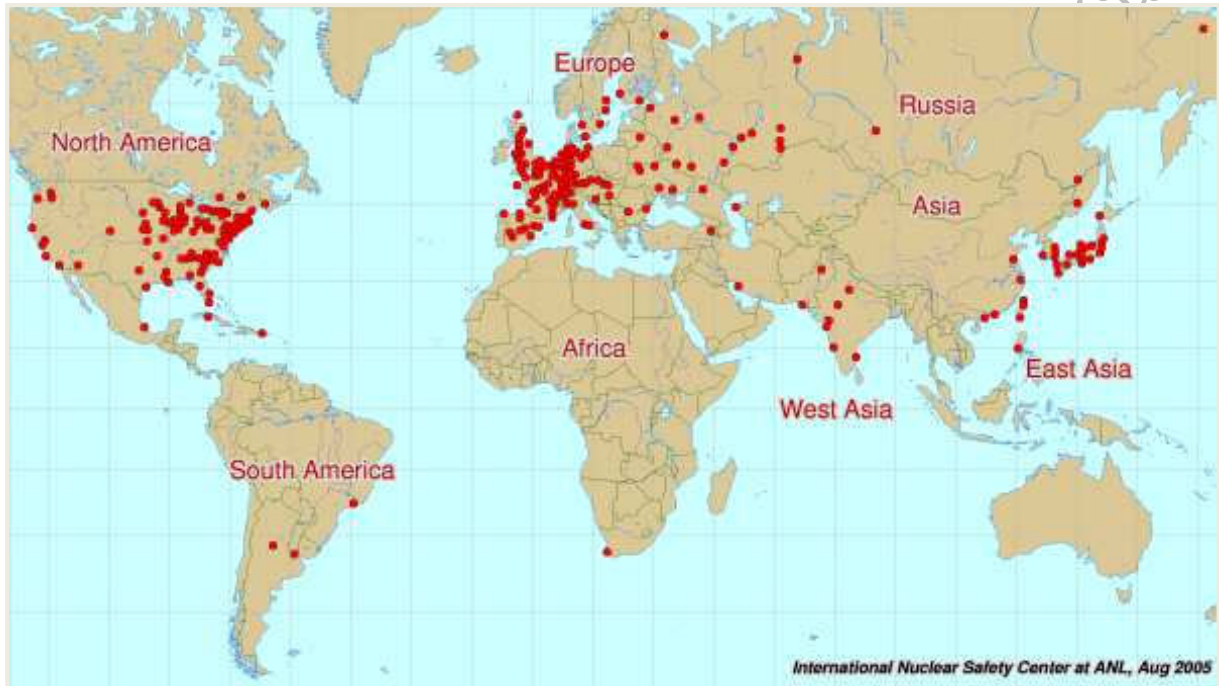 Europe
Russia
North America
Asia
Africa
East Asia
West Asia
South America
International Nuclear Safety Center at ANL, Aug 2005